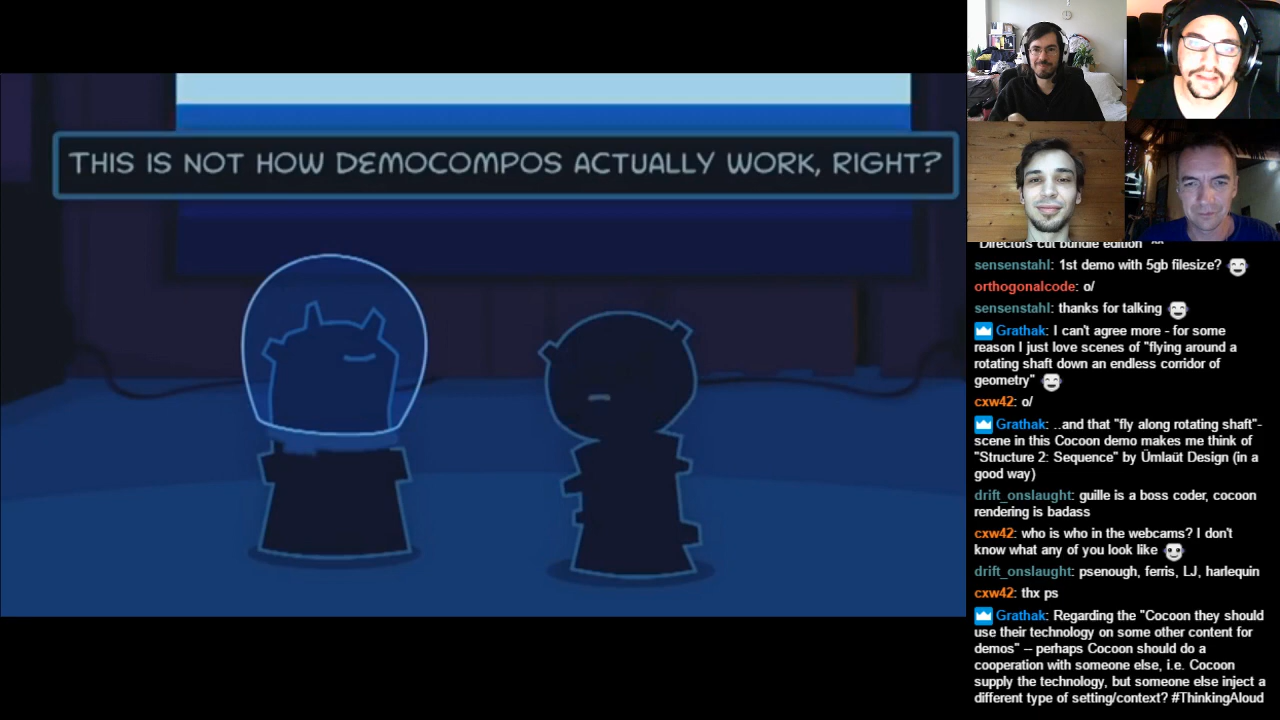 THIS IS NOT HOW DEMOCOMPOS ACTUALLY WORK, RIGHT?
"Directors cut bundle edition" ^^
sensenstahl: 1st demo with 5gb filesize?
orthogonalcode: o/
sensenstahl: thanks for talking
Grathak: I can't agree more - for some
reason I just love scenes of "flying around a
rotating shaft down an endless corridor of
geometry"
cxw42: o/
Grathak: ..and that "fly along rotating shaft"-
scene in this Cocoon demo makes me think of
"Structure 2: Sequence" by Ümlaüt Design (in a
good way)
drift_onslaught: guille is a boss coder, cocoon
rendering is badass
cxw42: who is who in the webcams? I don't
know what any of you look like
drift_onslaught: psenough, ferris, LJ, harlequin
cxw42: thx ps
Grathak: Regarding the "Cocoon they should
use their technology on some other content for
demos" -- perhaps Cocoon should do a
cooperation with someone else, i.e. Cocoon
supply the technology, but someone else inject a
different type of setting/context? #ThinkingAloud